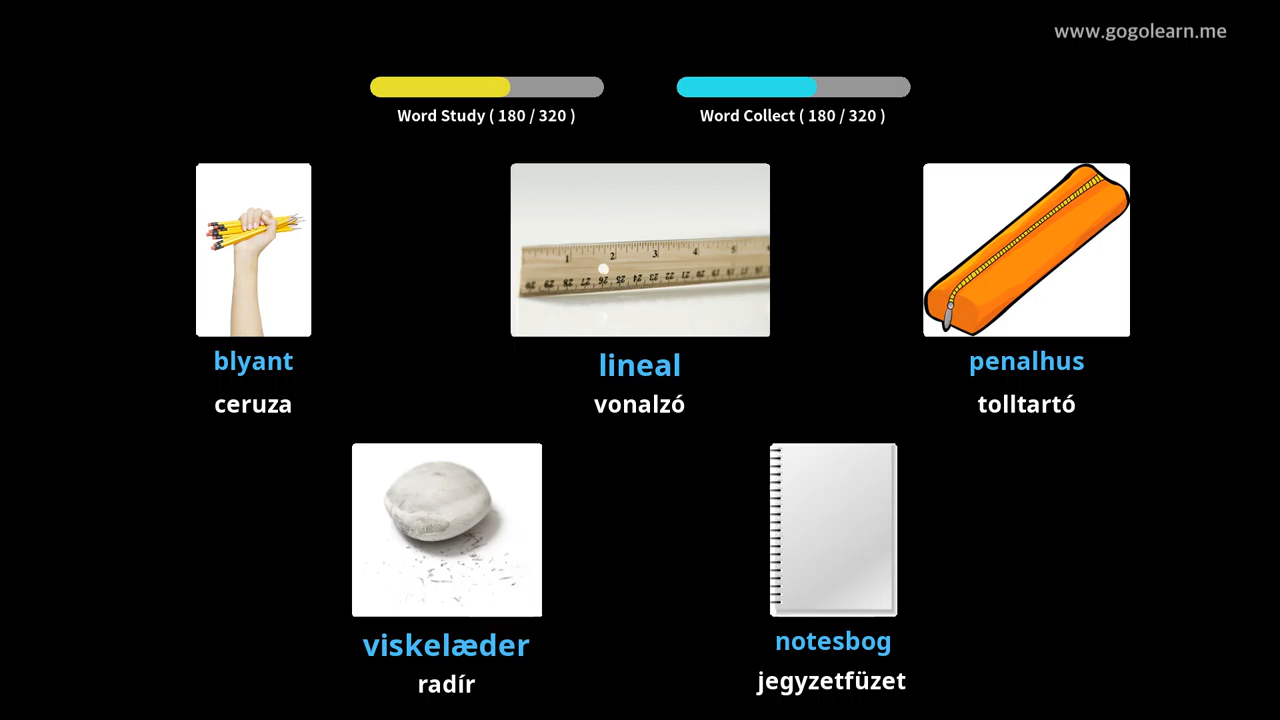 www.gogolearn.me
Word Study ( 180 / 320 )
Word Collect ( 180 / 320 )
blyant
ceruza
lineal
vonalzó
penalhus
tolltartó
viskelæder
radír
notesbog
jegyzetfüzet